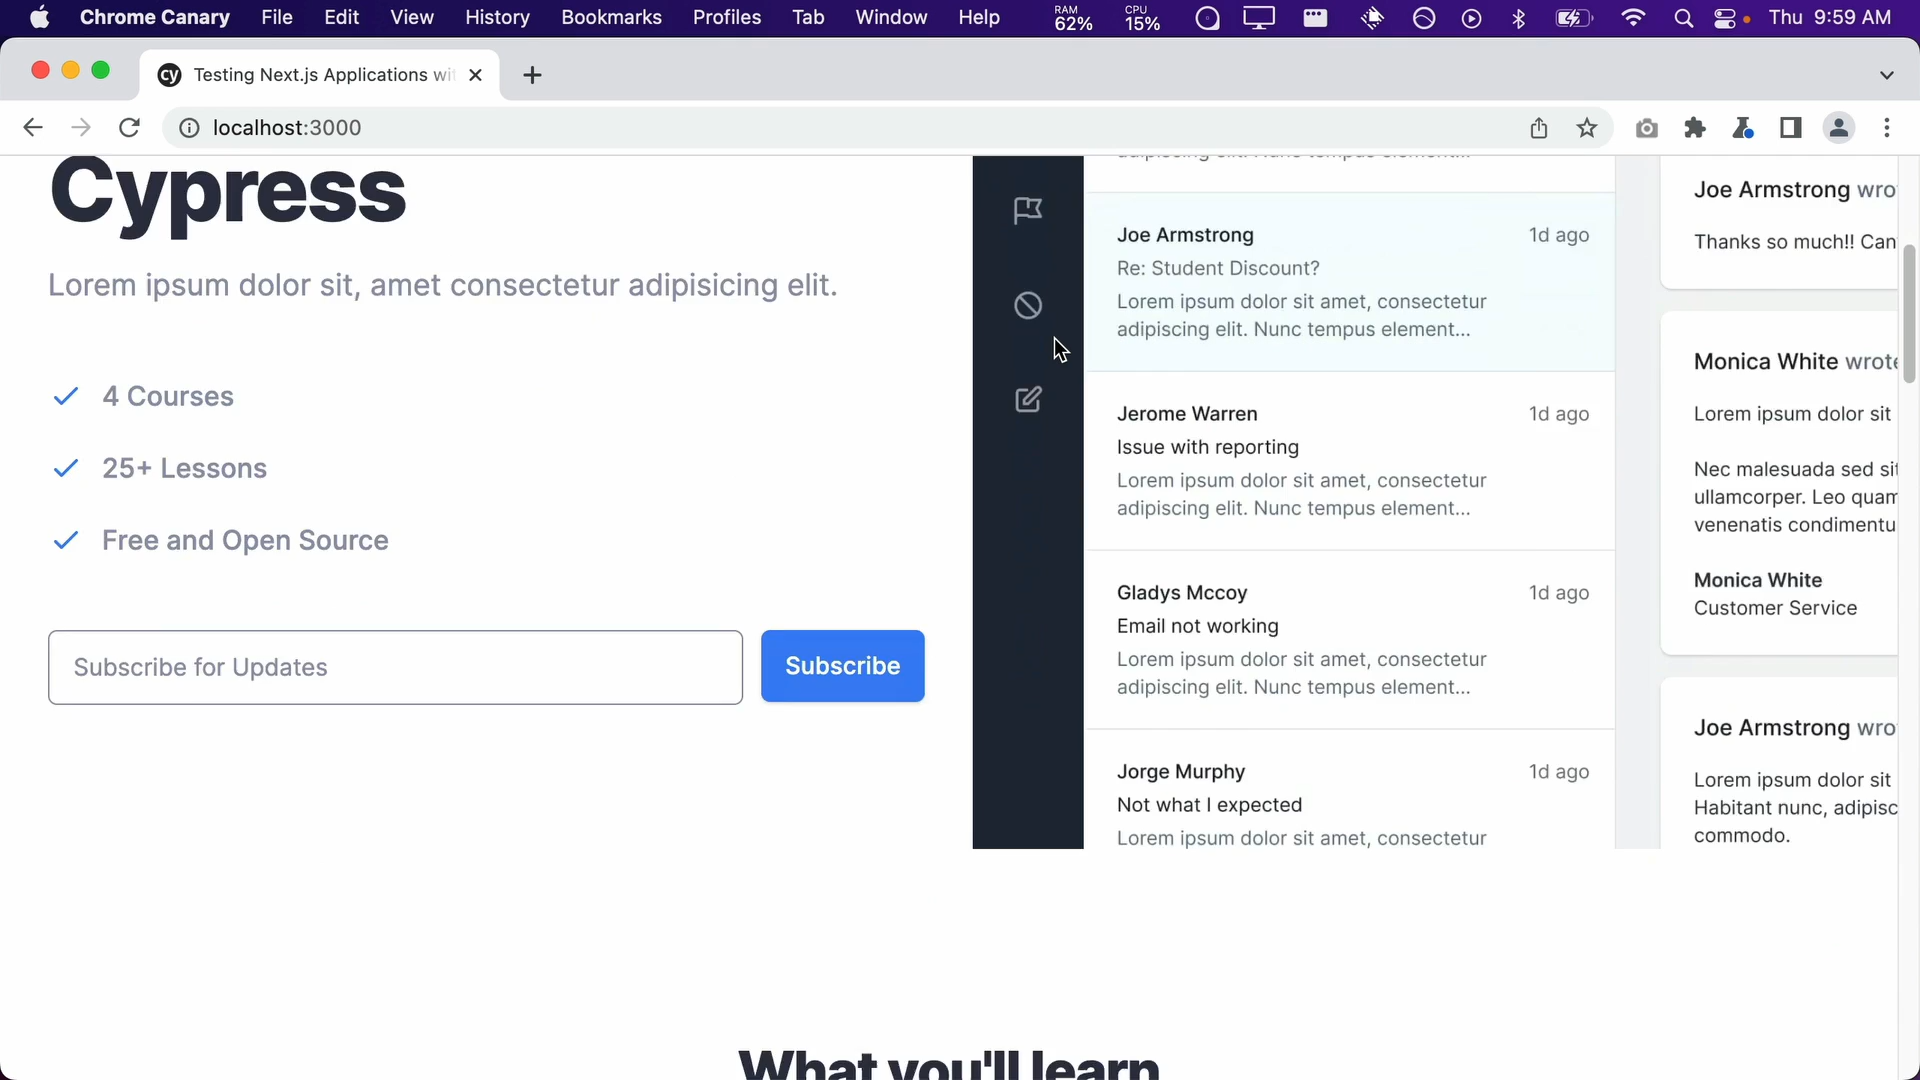 Chrome Canary File Edit View History Bookmarks Profiles Tab Window Help RAM 62% CPU 15% Thu 9:59 AM
cy Testing Next.js Applications wi
localhost:3000
Cypress
Lorem ipsum dolor sit, amet consectetur adipisicing elit.
4 Courses
25+ Lessons
Free and Open Source
Subscribe for Updates
Subscribe
adipiscing elit. Nunc tempus element...
Joe Armstrong 1d ago
Re: Student Discount?
Lorem ipsum dolor sit amet, consectetur
adipiscing elit. Nunc tempus element...
Jerome Warren 1d ago
Issue with reporting
Lorem ipsum dolor sit amet, consectetur
adipiscing elit. Nunc tempus element...
Gladys Mccoy 1d ago
Email not working
Lorem ipsum dolor sit amet, consectetur
adipiscing elit. Nunc tempus element...
Jorge Murphy 1d ago
Not what I expected
Lorem ipsum dolor sit amet, consectetur
Joe Armstrong wro
Thanks so much!! Can
Monica White wrote
Lorem ipsum dolor sit
Nec malesuada sed sit
ullamcorper. Leo quam
venenatis condimentu
Monica White
Customer Service
Joe Armstrong wro
Lorem ipsum dolor sit
Habitant nunc, adipisc
commodo.
What you'll learn